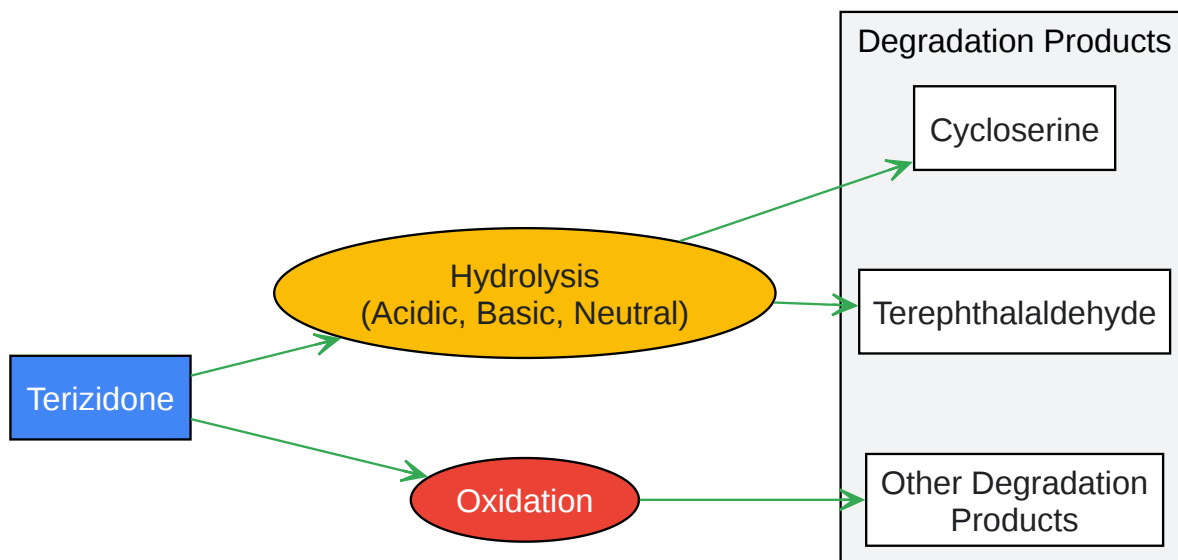 Degradation Products
Cycloserine
Hydrolysis
(Acidic, Basic, Neutral)
Terephthalaldehyde
Terizidone
Oxidation
Other Degradation
Products